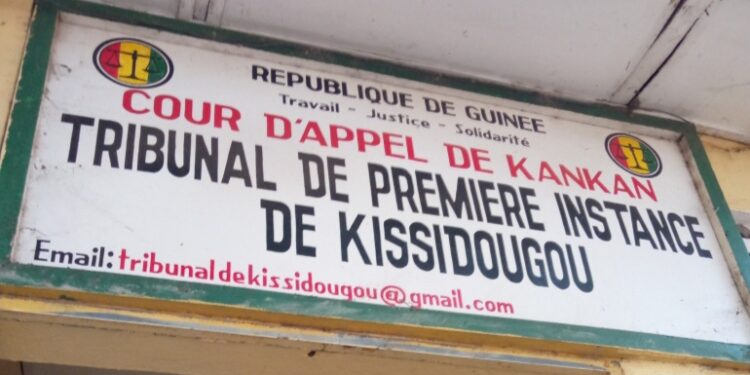 REPUBLIQUE DE GUINEE
Travail - Justice - Solidarité
COUR D'APPEL DE KANKAN
TRIBUNAL DE PREMIERE INSTANCE
DE KISSIDOUGOU
Email: tribunaldekissidougou@gmail.com